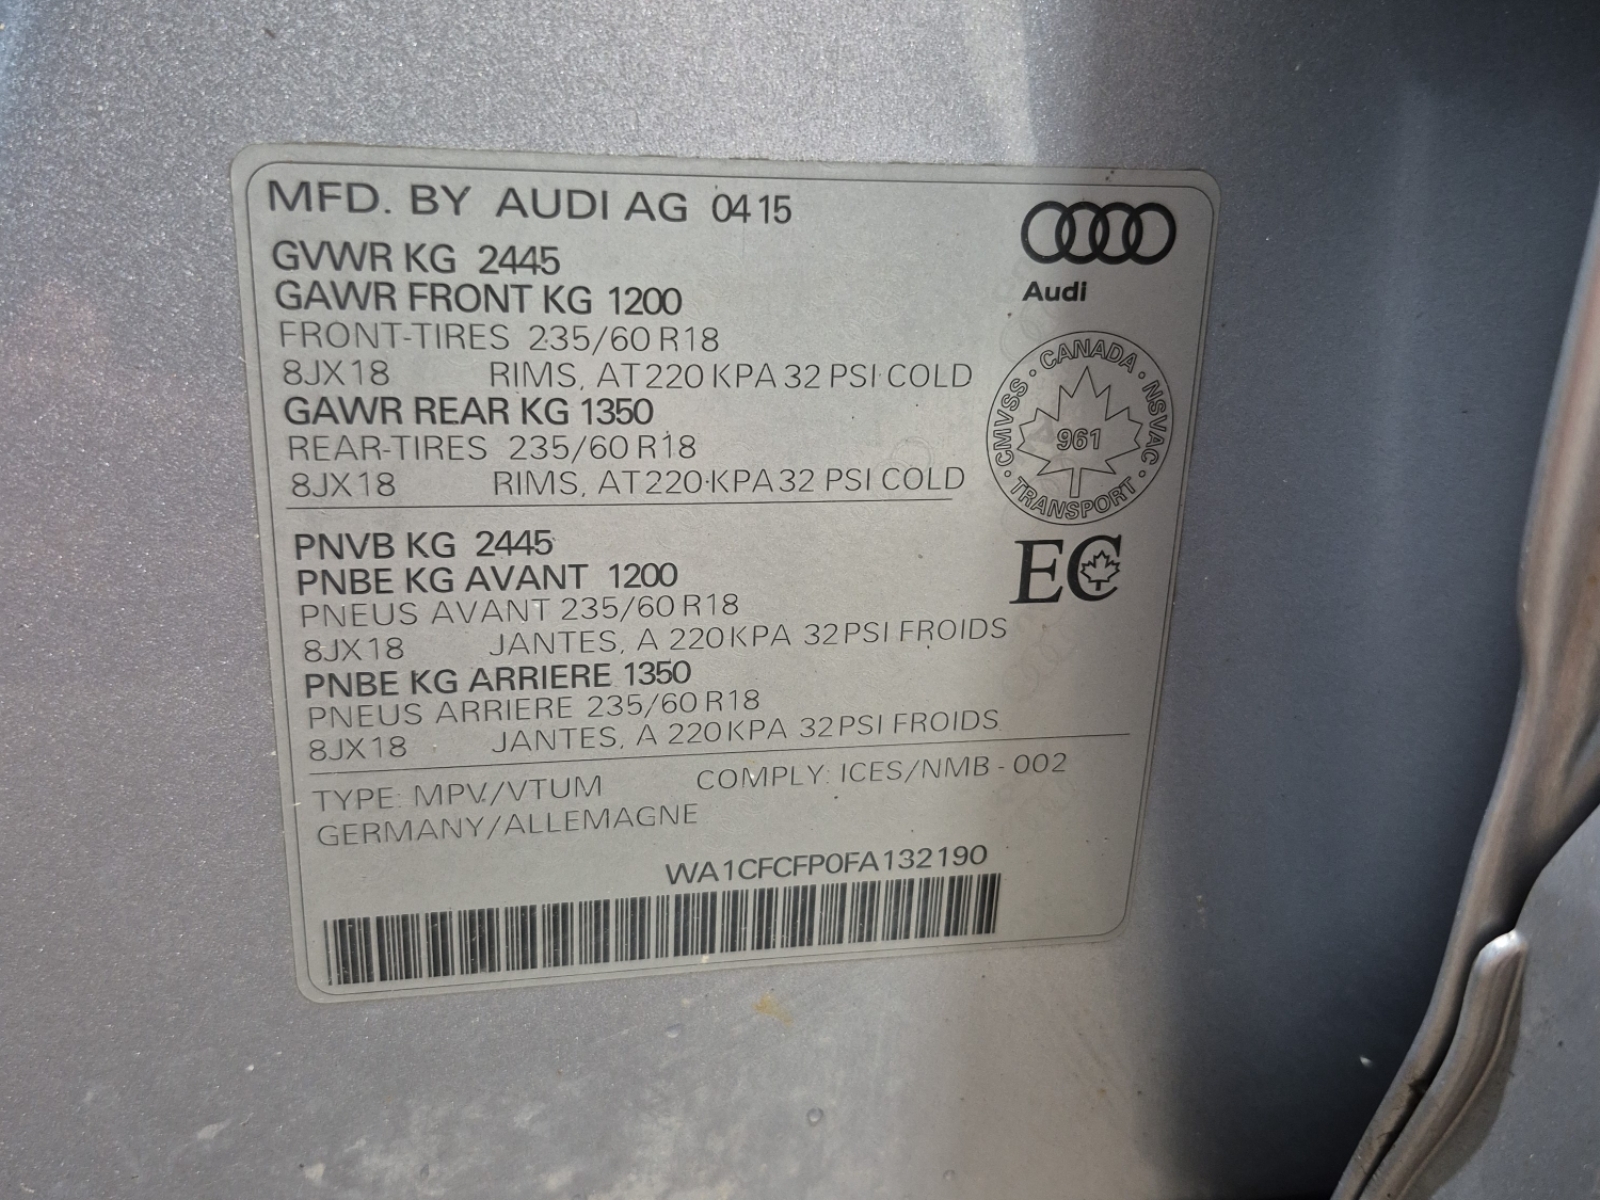 MFD. BY AUDI AG 0415
GVWR KG 2445
GAWR FRONT KG 1200
FRONT-TIRES 235/60 R18
8JX18 RIMS, AT 220 KPA 32 PSI COLD
GAWR REAR KG 1350
REAR-TIRES 235/60 R18
8JX18 RIMS, AT 220 KPA 32 PSI COLD
Audi
CMVSS · CANADA · NSVAC · TRANSPORT ·
961
PNVB KG 2445
PNBE KG AVANT 1200
PNEUS AVANT 235/60 R18
8JX18 JANTES, A 220 KPA 32 PSI FROIDS
PNBE KG ARRIERE 1350
PNEUS ARRIERE 235/60 R18
8JX18 JANTES, A 220 KPA 32 PSI FROIDS
EC
TYPE: MPV/VTUM COMPLY: ICES/NMB - 002
GERMANY/ALLEMAGNE
WA1CFCFP0FA132190